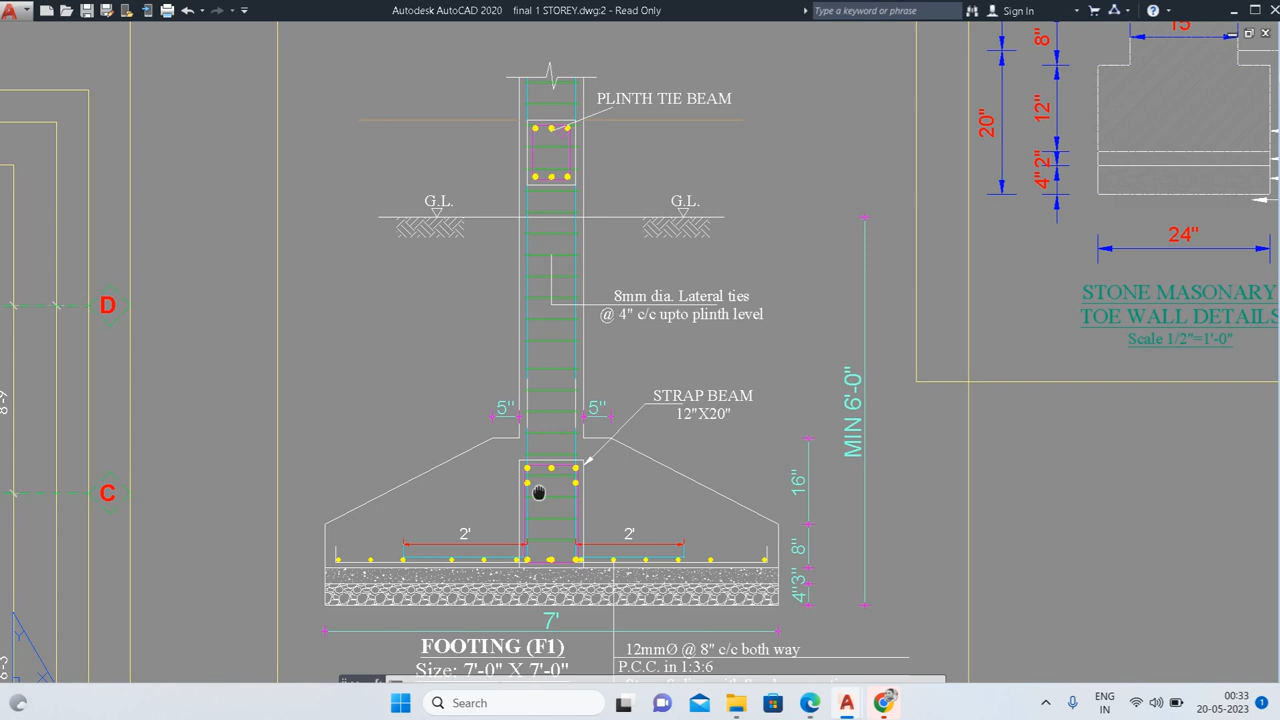 Autodesk AutoCAD 2020 final 1 STOREY.dwg:2 - Read Only
Type a keyword or phrase
Sign In
PLINTH TIE BEAM
G.L.
G.L.
8mm dia. Lateral ties
@ 4" c/c upto plinth level
STRAP BEAM
12"X20"
5"
5"
MIN 6'-0"
16"
8"
3"
4"
2'
2'
7'
FOOTING (F1)
Size: 7'-0" X 7'-0"
12mmØ @ 8" c/c both way
P.C.C. in 1:3:6
D
C
8-9
6-3
15"
8"
12"
20"
2"
4"
24"
STONE MASONARY
TOE WALL DETAILS
Scale 1/2"=1'-0"
Search
ENG
IN
00:33
20-05-2023